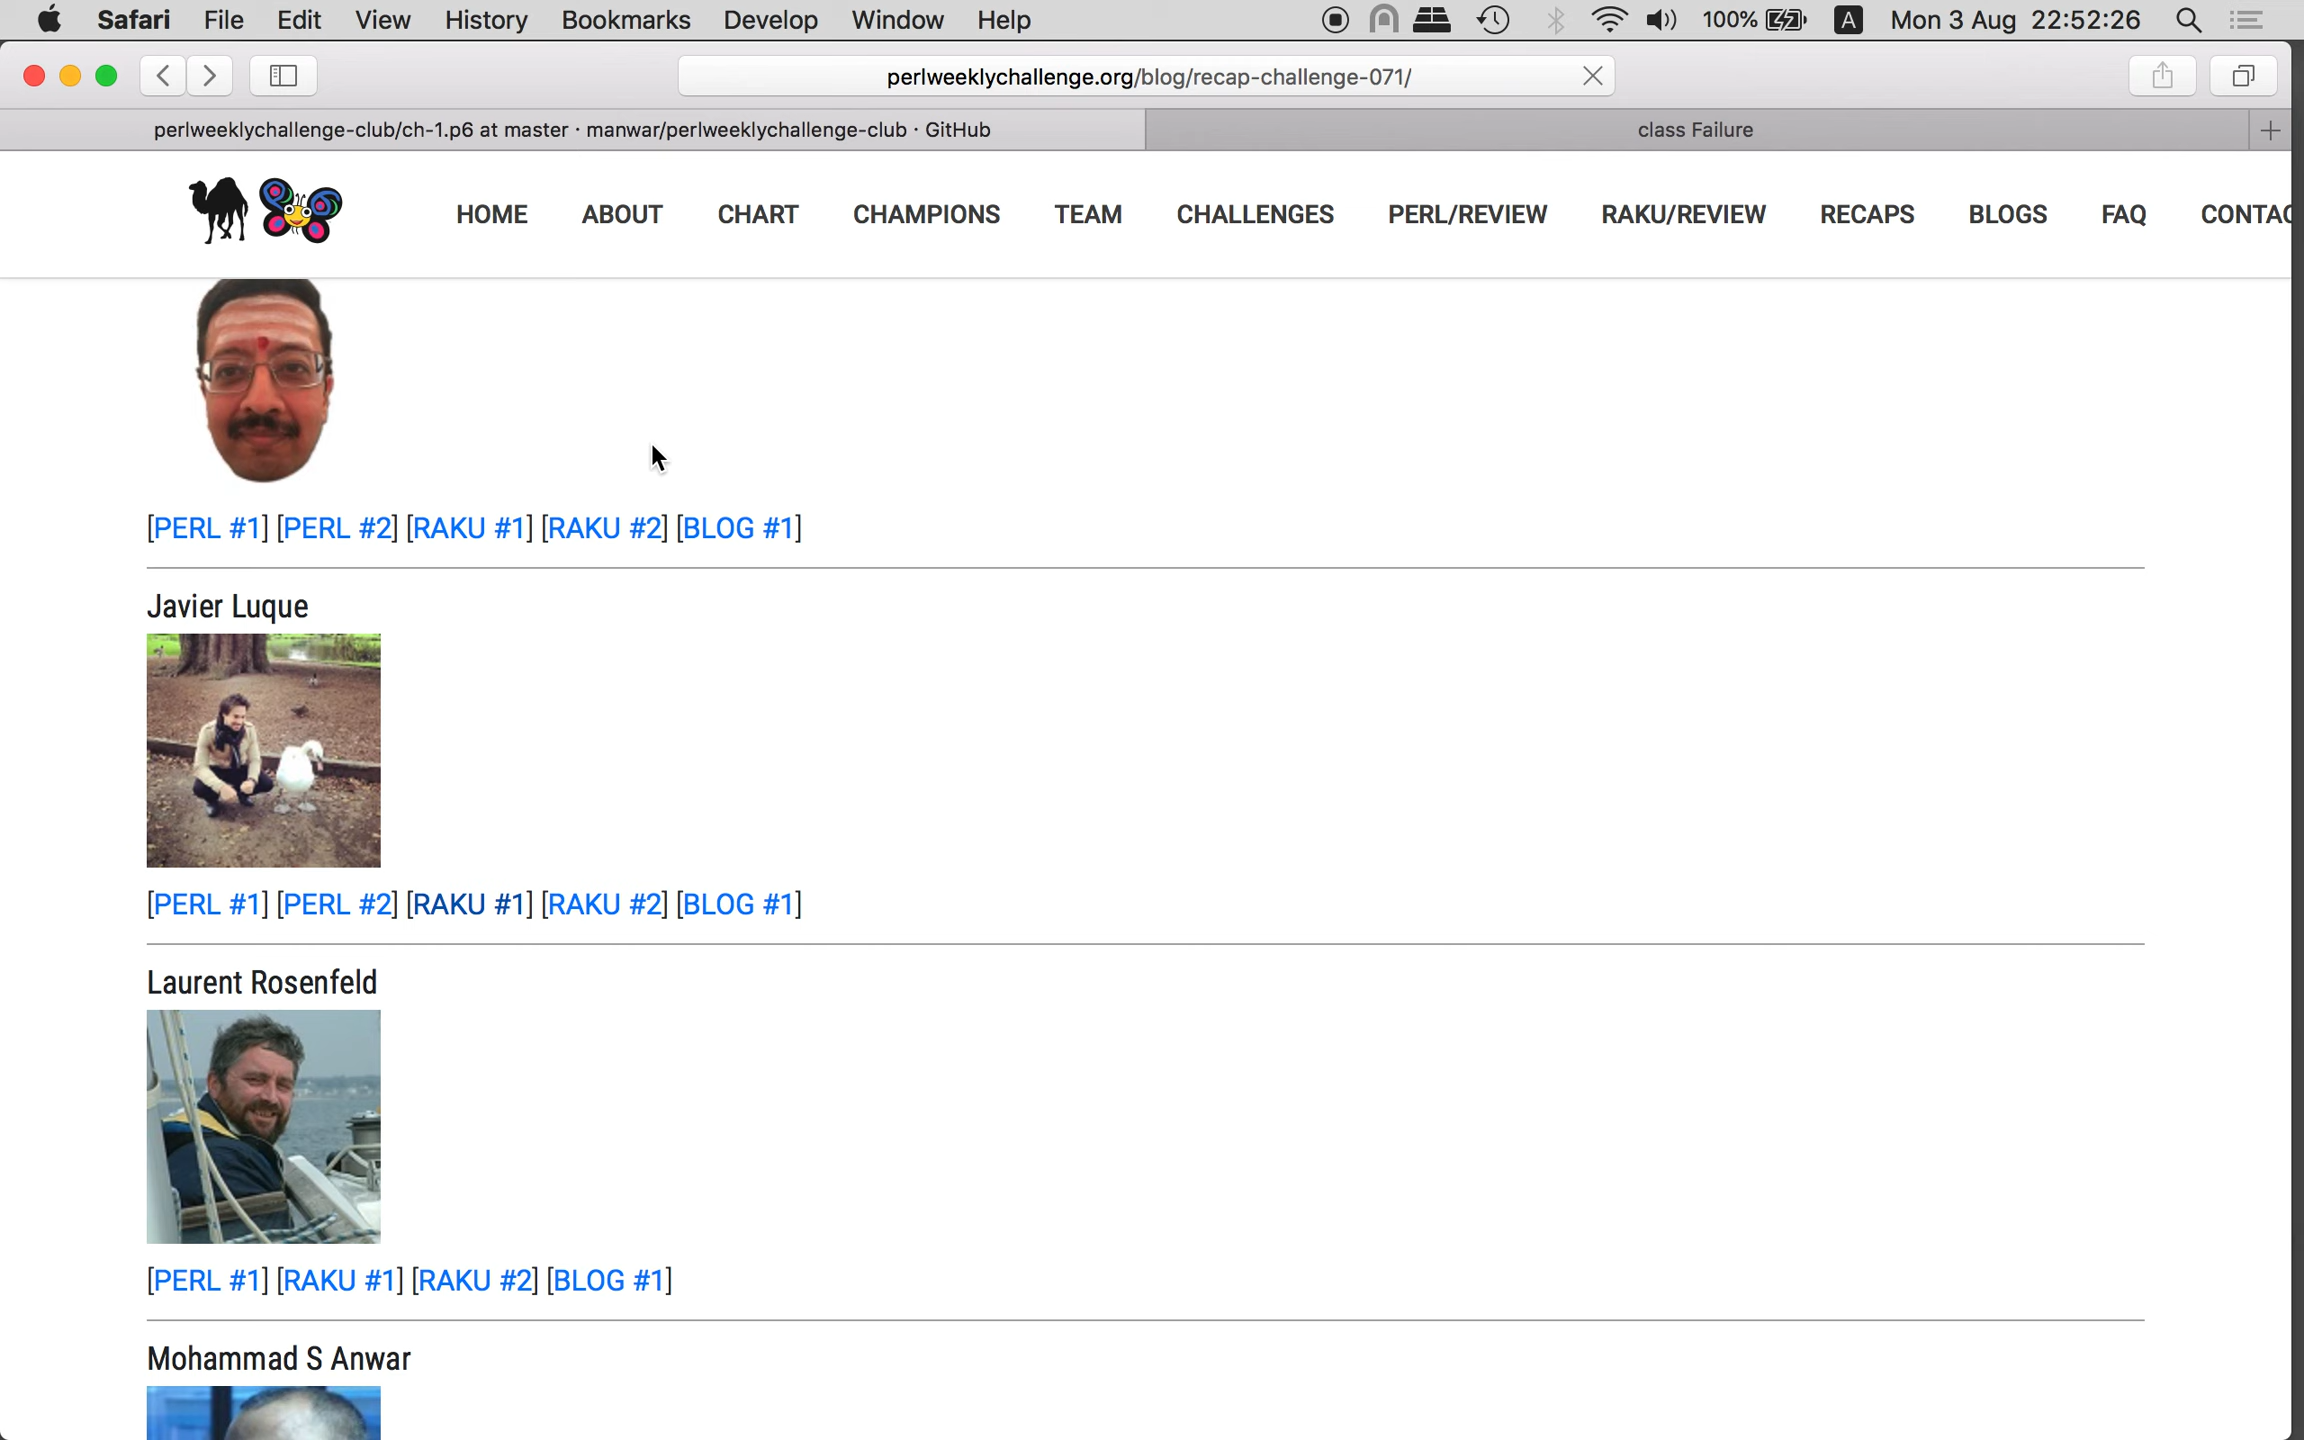 Safari File Edit View History Bookmarks Develop Window Help 100% A Mon 3 Aug 22:52:26
perlweeklychallenge.org/blog/recap-challenge-071/
perlweeklychallenge-club/ch-1.p6 at master · manwar/perlweeklychallenge-club · GitHub class Failure
HOME ABOUT CHART CHAMPIONS TEAM CHALLENGES PERL/REVIEW RAKU/REVIEW RECAPS BLOGS FAQ CONTAC
[PERL #1] [PERL #2] [RAKU #1] [RAKU #2] [BLOG #1]
Javier Luque
[PERL #1] [PERL #2] [RAKU #1] [RAKU #2] [BLOG #1]
Laurent Rosenfeld
[PERL #1] [RAKU #1] [RAKU #2] [BLOG #1]
Mohammad S Anwar